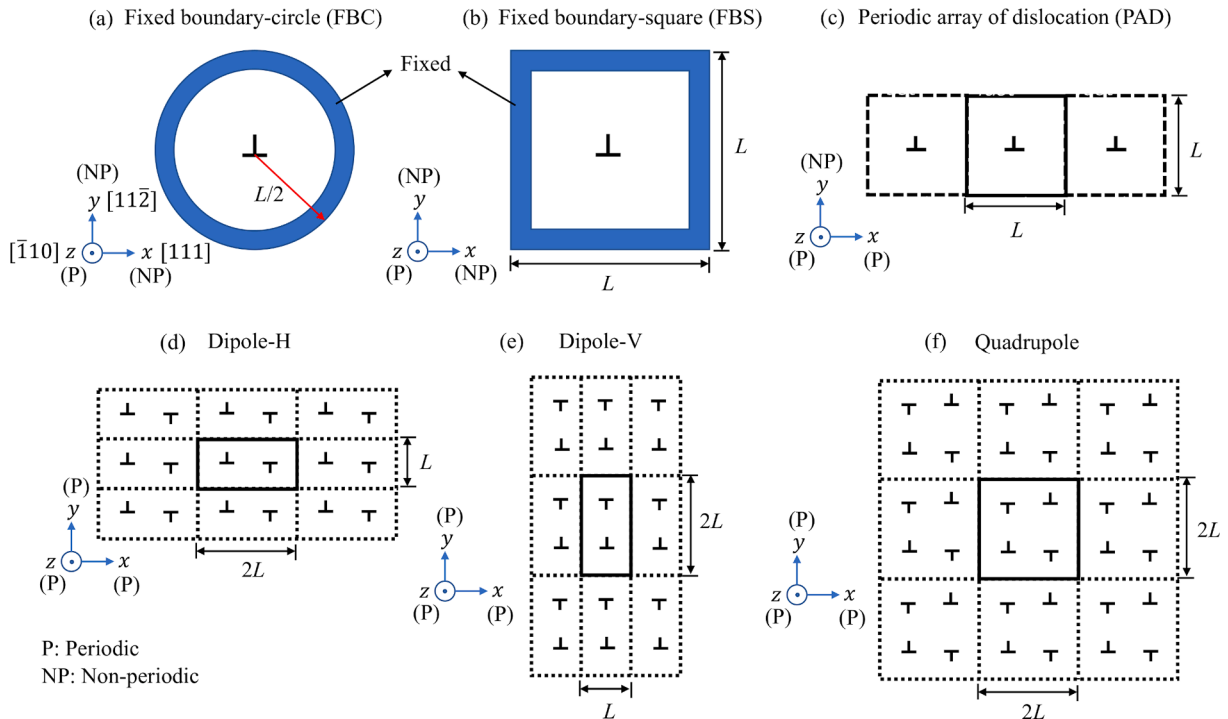 (a) Fixed boundary-circle (FBC)
(b) Fixed boundary-square (FBS)
(c) Periodic array of dislocation (PAD)
Fixed
L/2
L
L
(NP)
y [112̄]
[1̄10] z
x [111]
(P)
(NP)
(NP)
y
z
x
(P)
(NP)
L
L
(NP)
y
z
x
(P)
(P)
(d) Dipole-H
(e) Dipole-V
(f) Quadrupole
L
2L
(P)
y
z
x
(P)
(P)
2L
L
(P)
y
z
x
(P)
(P)
2L
2L
(P)
y
z
x
(P)
(P)
P: Periodic
NP: Non-periodic